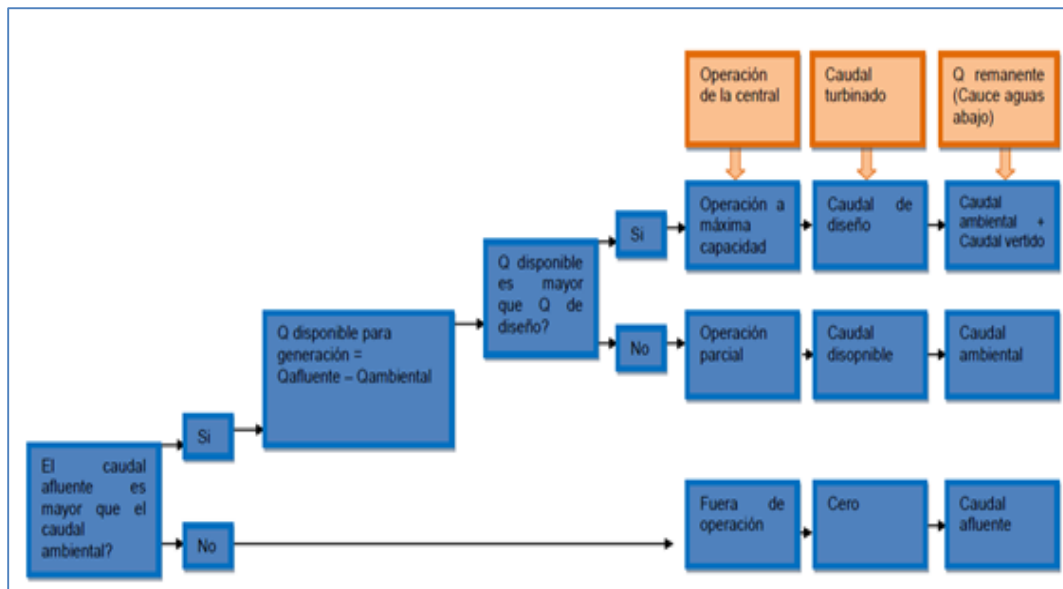 Operación
de la central
Caudal
turbinado
Q remanente
(Cauce aguas
abajo)
Si
Operación a
máxima
capacidad
Caudal de
diseño
Caudal
ambiental +
Caudal vertido
Q disponible
es mayor
que Q de
diseño?
No
Operación
parcial
Caudal
disopnible
Caudal
ambiental
Q disponible para
generación =
Qafluente – Qambiental
Si
El caudal
afluente es
mayor que el
caudal
ambiental?
No
Fuera de
operación
Cero
Caudal
afluente